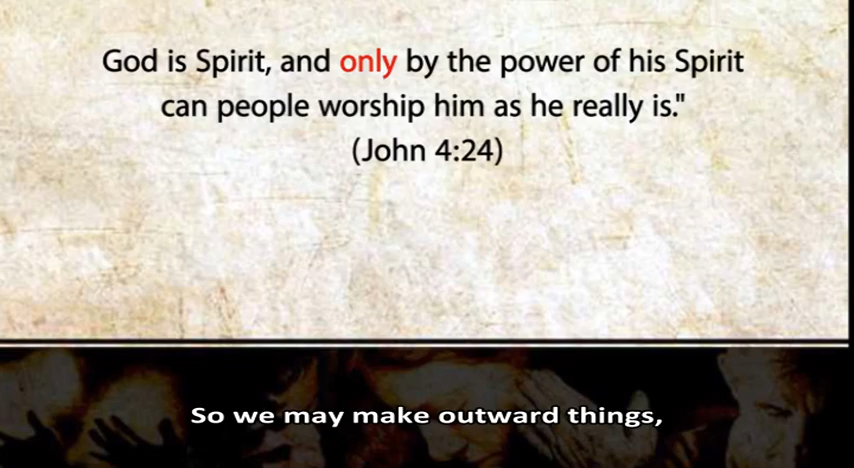 God is Spirit, and only by the power of his Spirit
can people worship him as he really is."
(John 4:24)
So we may make outward things,